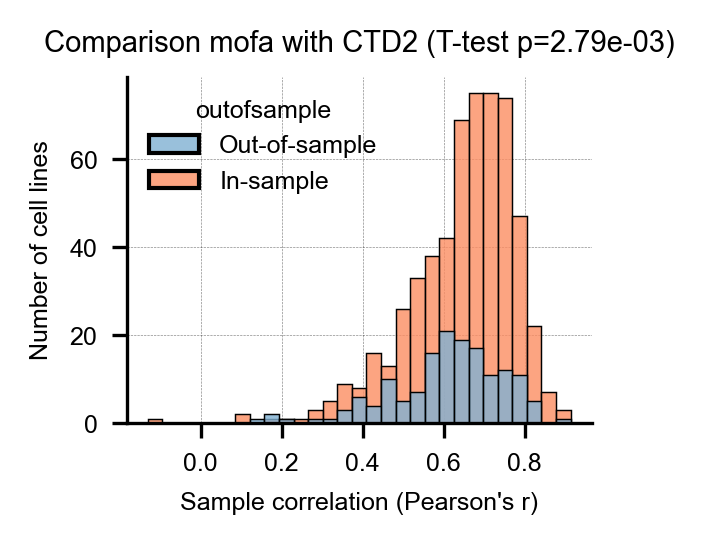 Comparison mofa with CTD2 (T-test p=2.79e-03)
outofsample
Out-of-sample
In-sample
Number of cell lines
60
40
20
0
0.0 0.2 0.4 0.6 0.8
Sample correlation (Pearson's r)